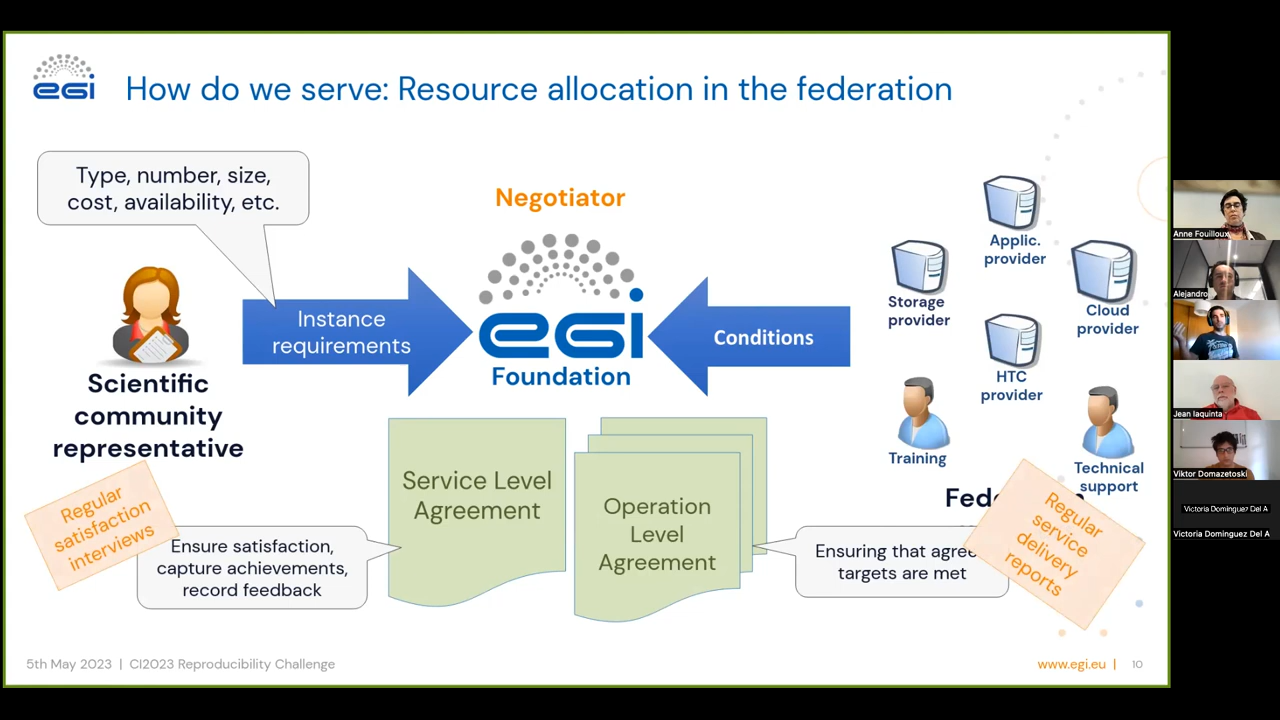 egi
How do we serve: Resource allocation in the federation
Type, number, size,
cost, availability, etc.
Negotiator
egi
Foundation
Instance
requirements
Conditions
Scientific
community
representative
Applic.
provider
Storage
provider
Cloud
provider
HTC
provider
Training
Technical
support
Service Level
Agreement
Operation
Level
Agreement
Regular
satisfaction
interviews
Ensure satisfaction,
capture achievements,
record feedback
Ensuring that agree
targets are met
Regular
service
delivery
reports
5th May 2023 | CI2023 Reproducibility Challenge
www.egi.eu |
10
Anne Fouilloux
Alejandro
Jean Iaquinta
Viktor Domazetoski
Victoria Dominguez Del A
Victoria Dominguez Del A